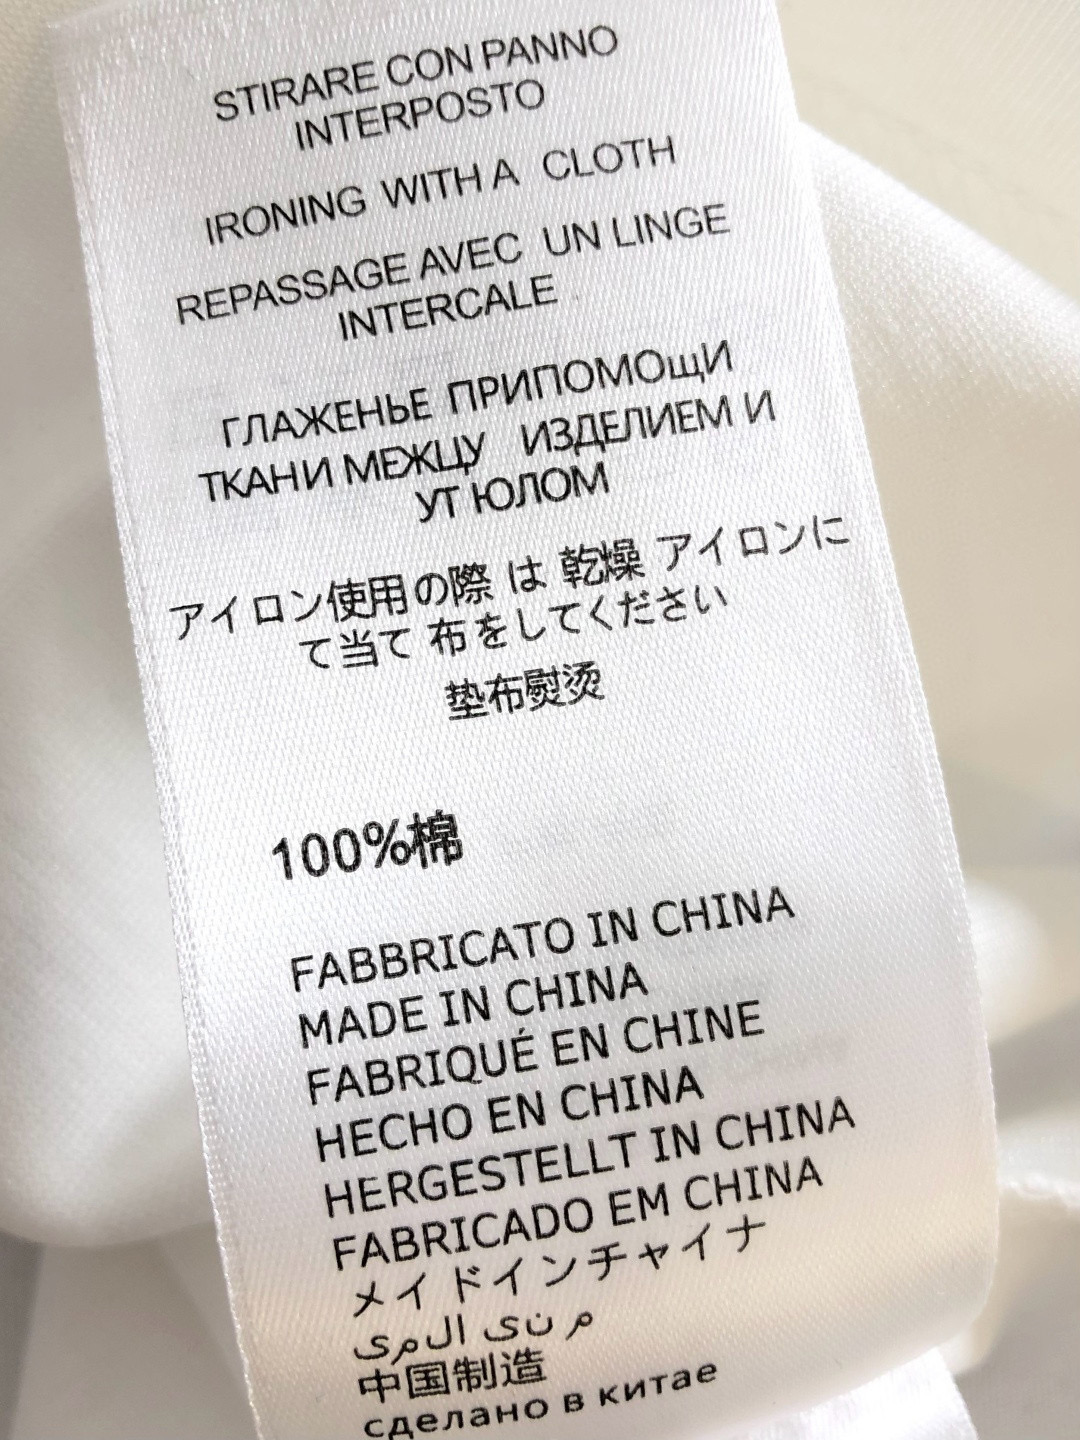 STIRARE CON PANNO
INTERPOSTO
IRONING WITH A CLOTH
REPASSAGE AVEC UN LINGE
INTERCALE
ГЛАЖЕНЬЕ ПРИПОМОщИ
ТКАНИ МЕЖЦУ ИЗДЕЛИЕМ И
УТ ЮЛОМ
アイロン使用の際 は 乾燥 アイロンに
て当て 布をしてください
垫布熨烫
100%棉
FABBRICATO IN CHINA
MADE IN CHINA
FABRIQUÉ EN CHINE
HECHO EN CHINA
HERGESTELLT IN CHINA
FABRICADO EM CHINA
メイドインチャイナ
م نی المری
中国制造
сделано в китае